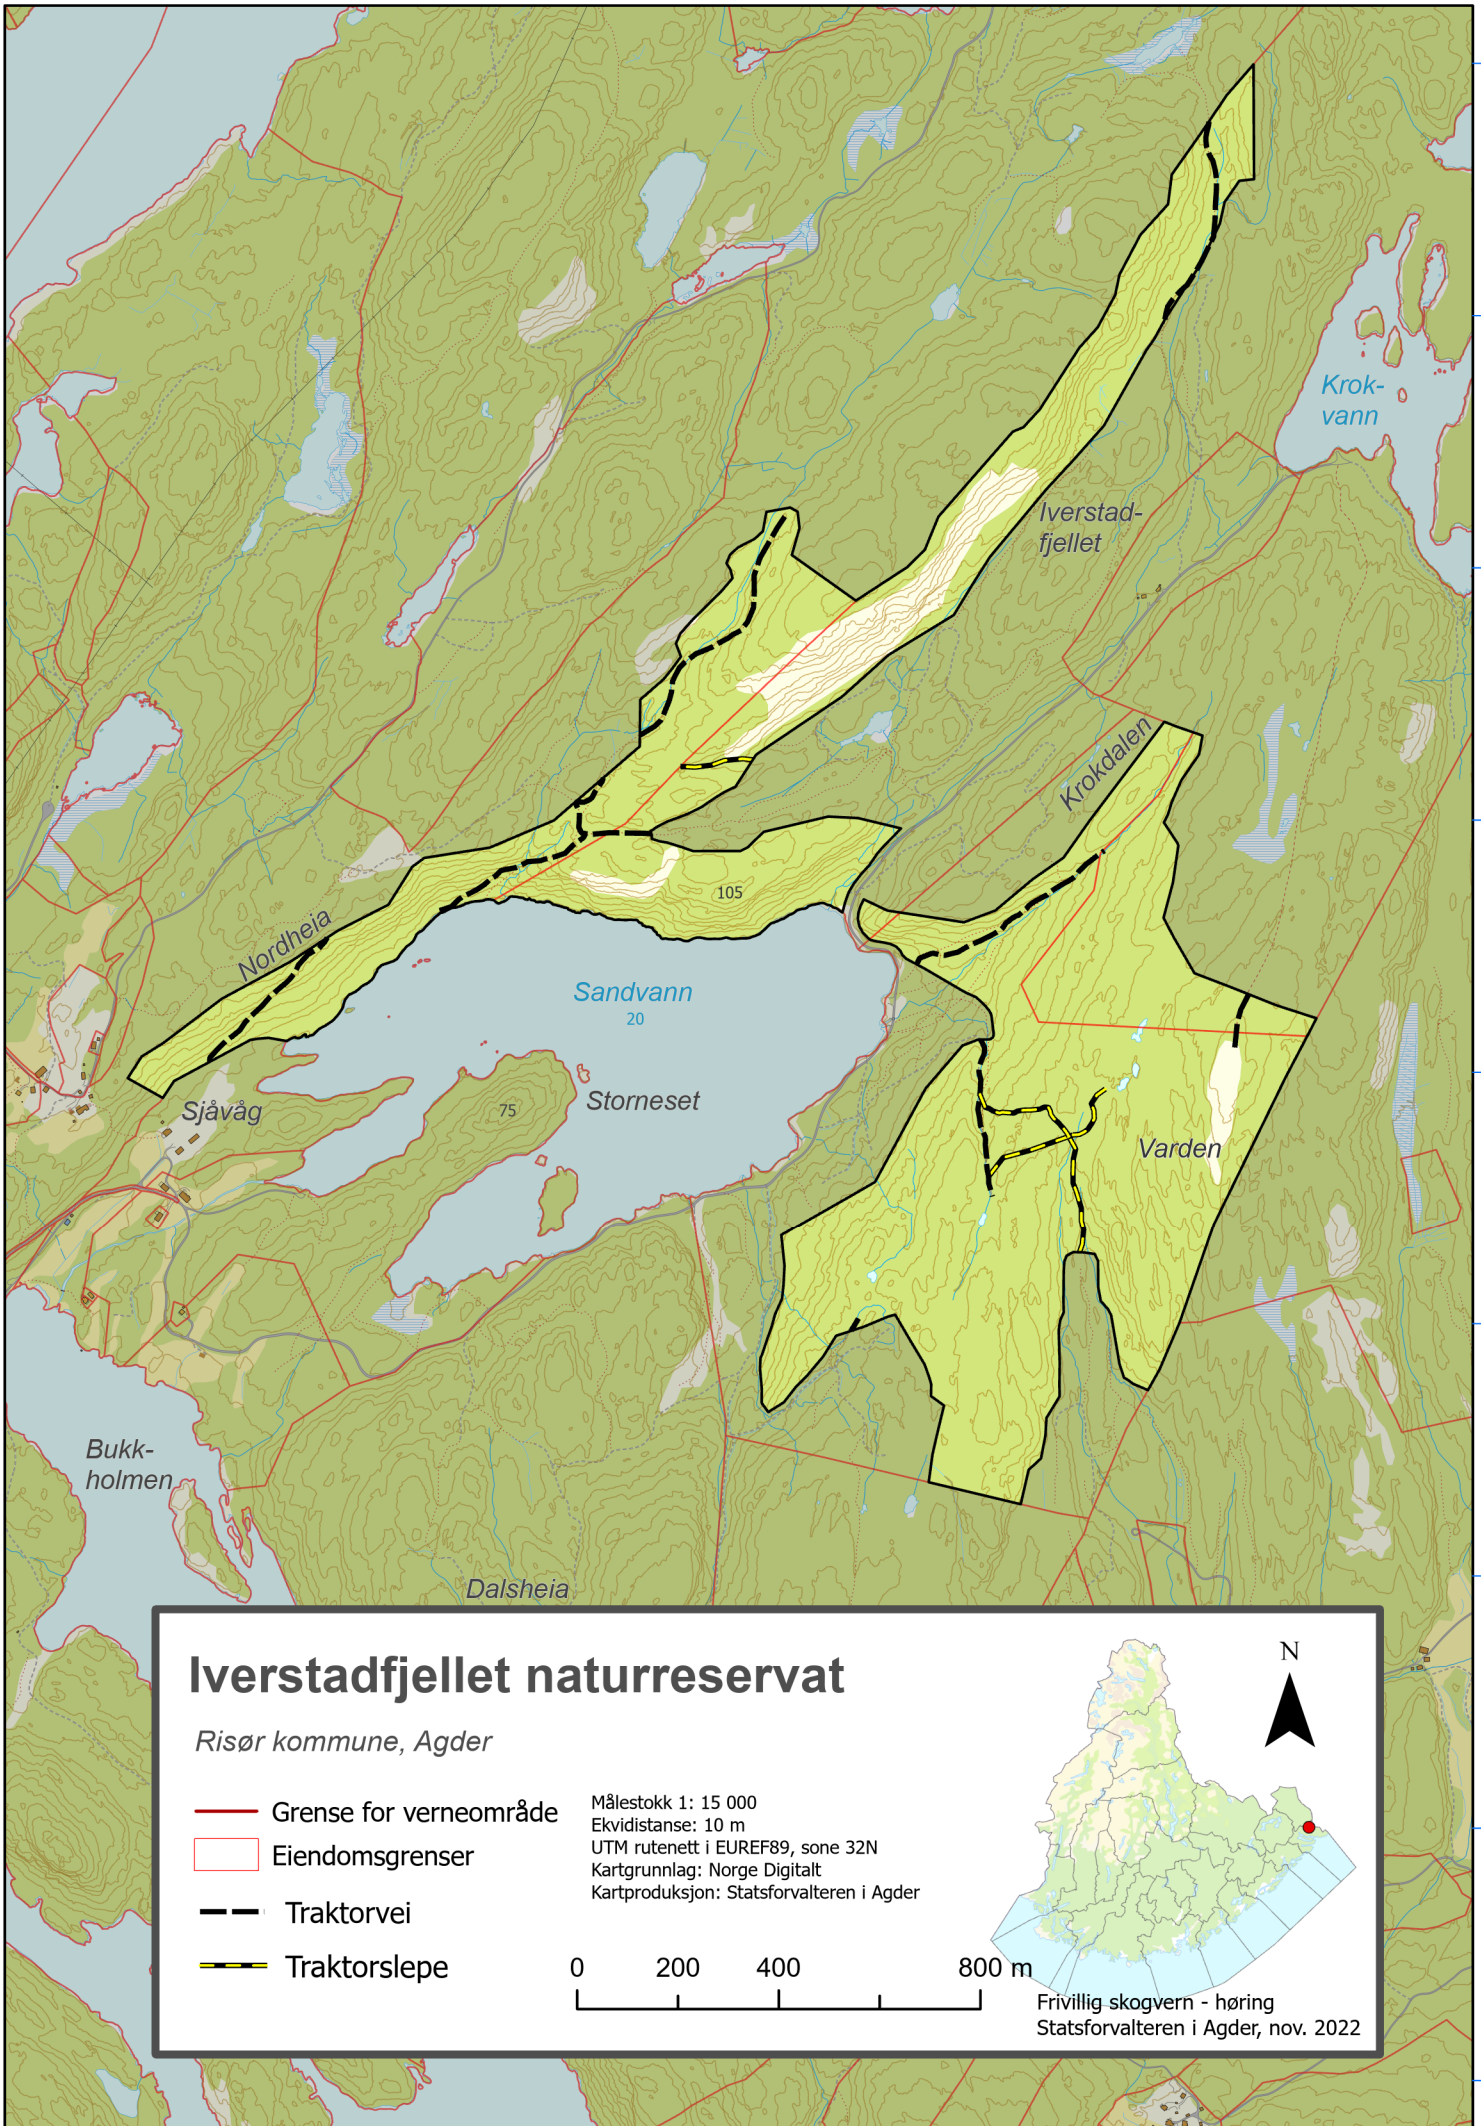 Krok-
vann
Iverstad-
fjellet
Krokdalen
105
Nordheia
Sandvann
20
Storneset
75
Sjåvåg
Varden
Bukk-
holmen
Dalsheia
Iverstadfjellet naturreservat
Risør kommune, Agder
Grense for verneområde
Eiendomsgrenser
Traktorvei
Traktorslepe
Målestokk 1: 15 000
Ekvidistanse: 10 m
UTM rutenett i EUREF89, sone 32N
Kartgrunnlag: Norge Digitalt
Kartproduksjon: Statsforvalteren i Agder
0 200 400 800 m
N
Frivillig skogvern - høring
Statsforvalteren i Agder, nov. 2022